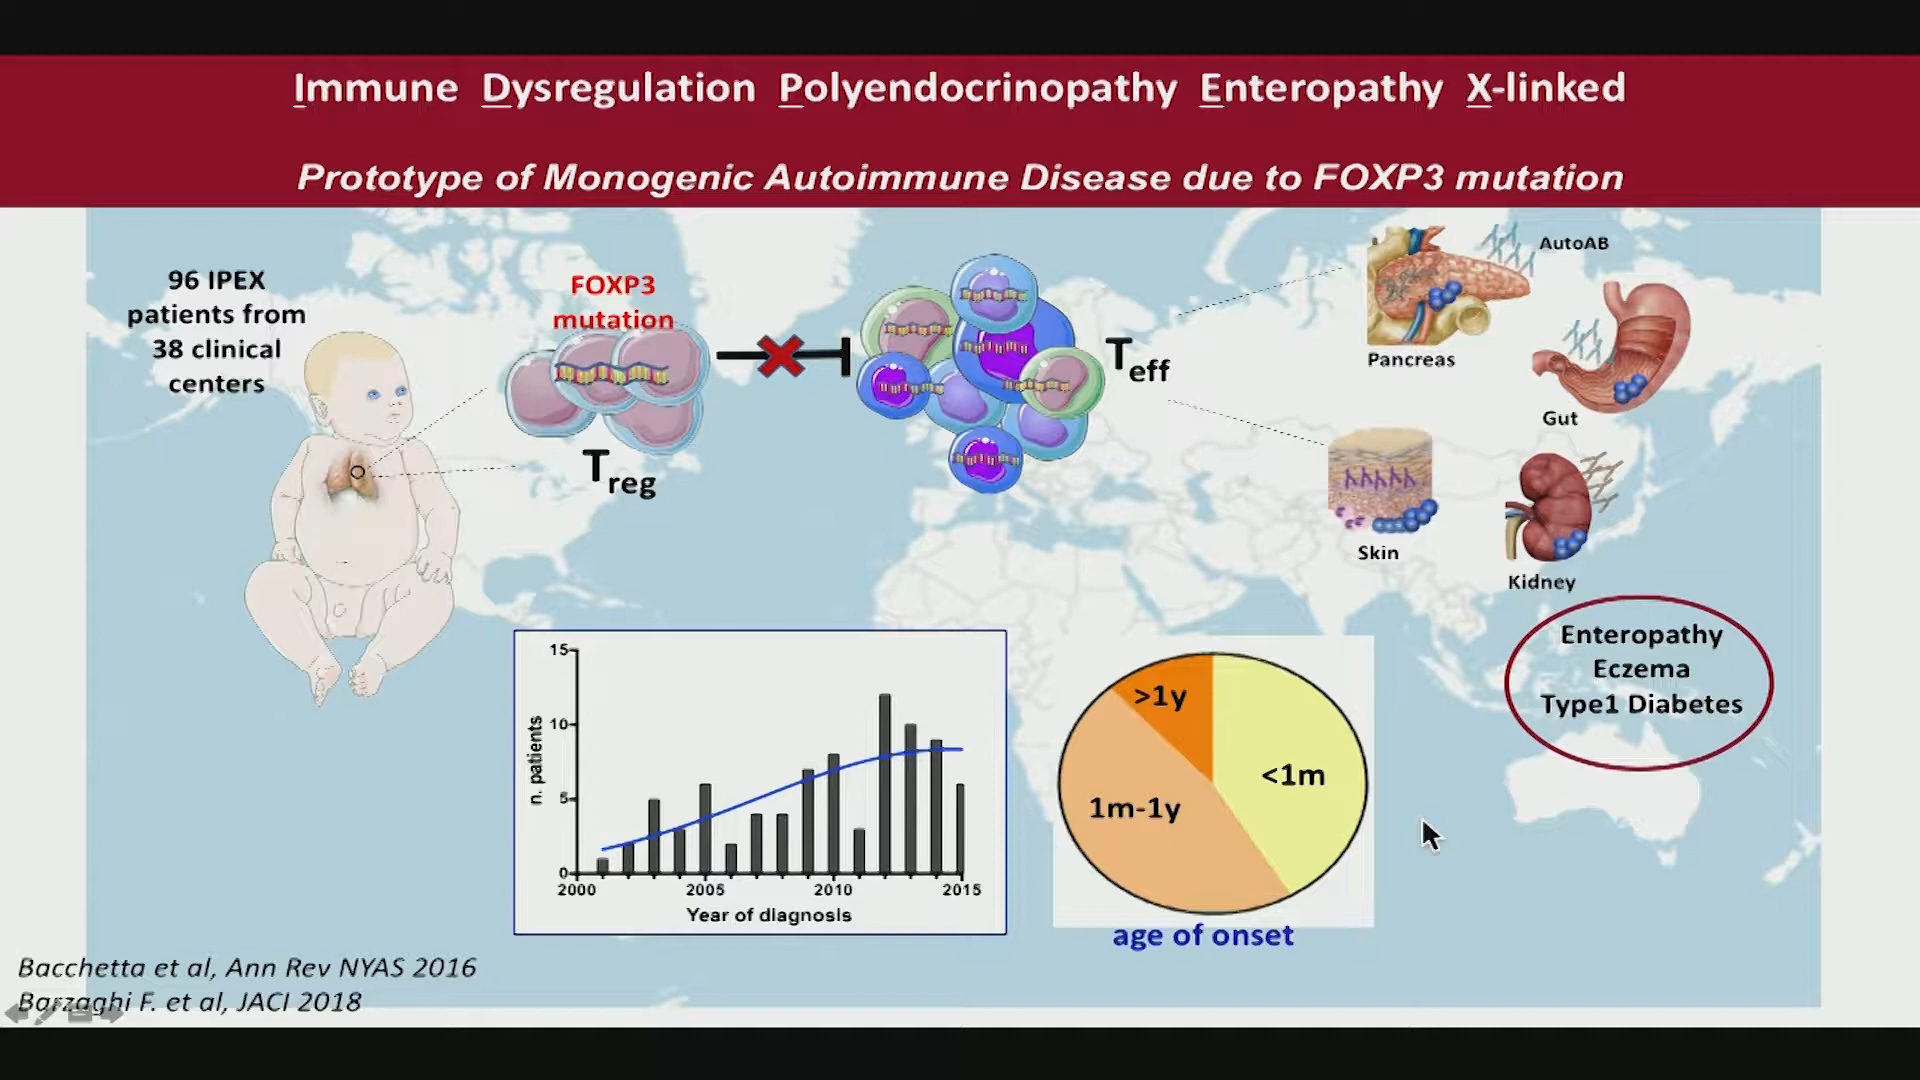 Immune Dysregulation Polyendocrinopathy Enteropathy X-linked
Prototype of Monogenic Autoimmune Disease due to FOXP3 mutation
96 IPEX
patients from
38 clinical
centers
FOXP3
mutation
Treg
Teff
AutoAB
Pancreas
Gut
Skin
Kidney
Enteropathy
Eczema
Type1 Diabetes
n. patients
15
10
5
0
2000 2005 2010 2015
Year of diagnosis
>1y
<1m
1m-1y
age of onset
Bacchetta et al, Ann Rev NYAS 2016
Barzaghi F. et al, JACI 2018